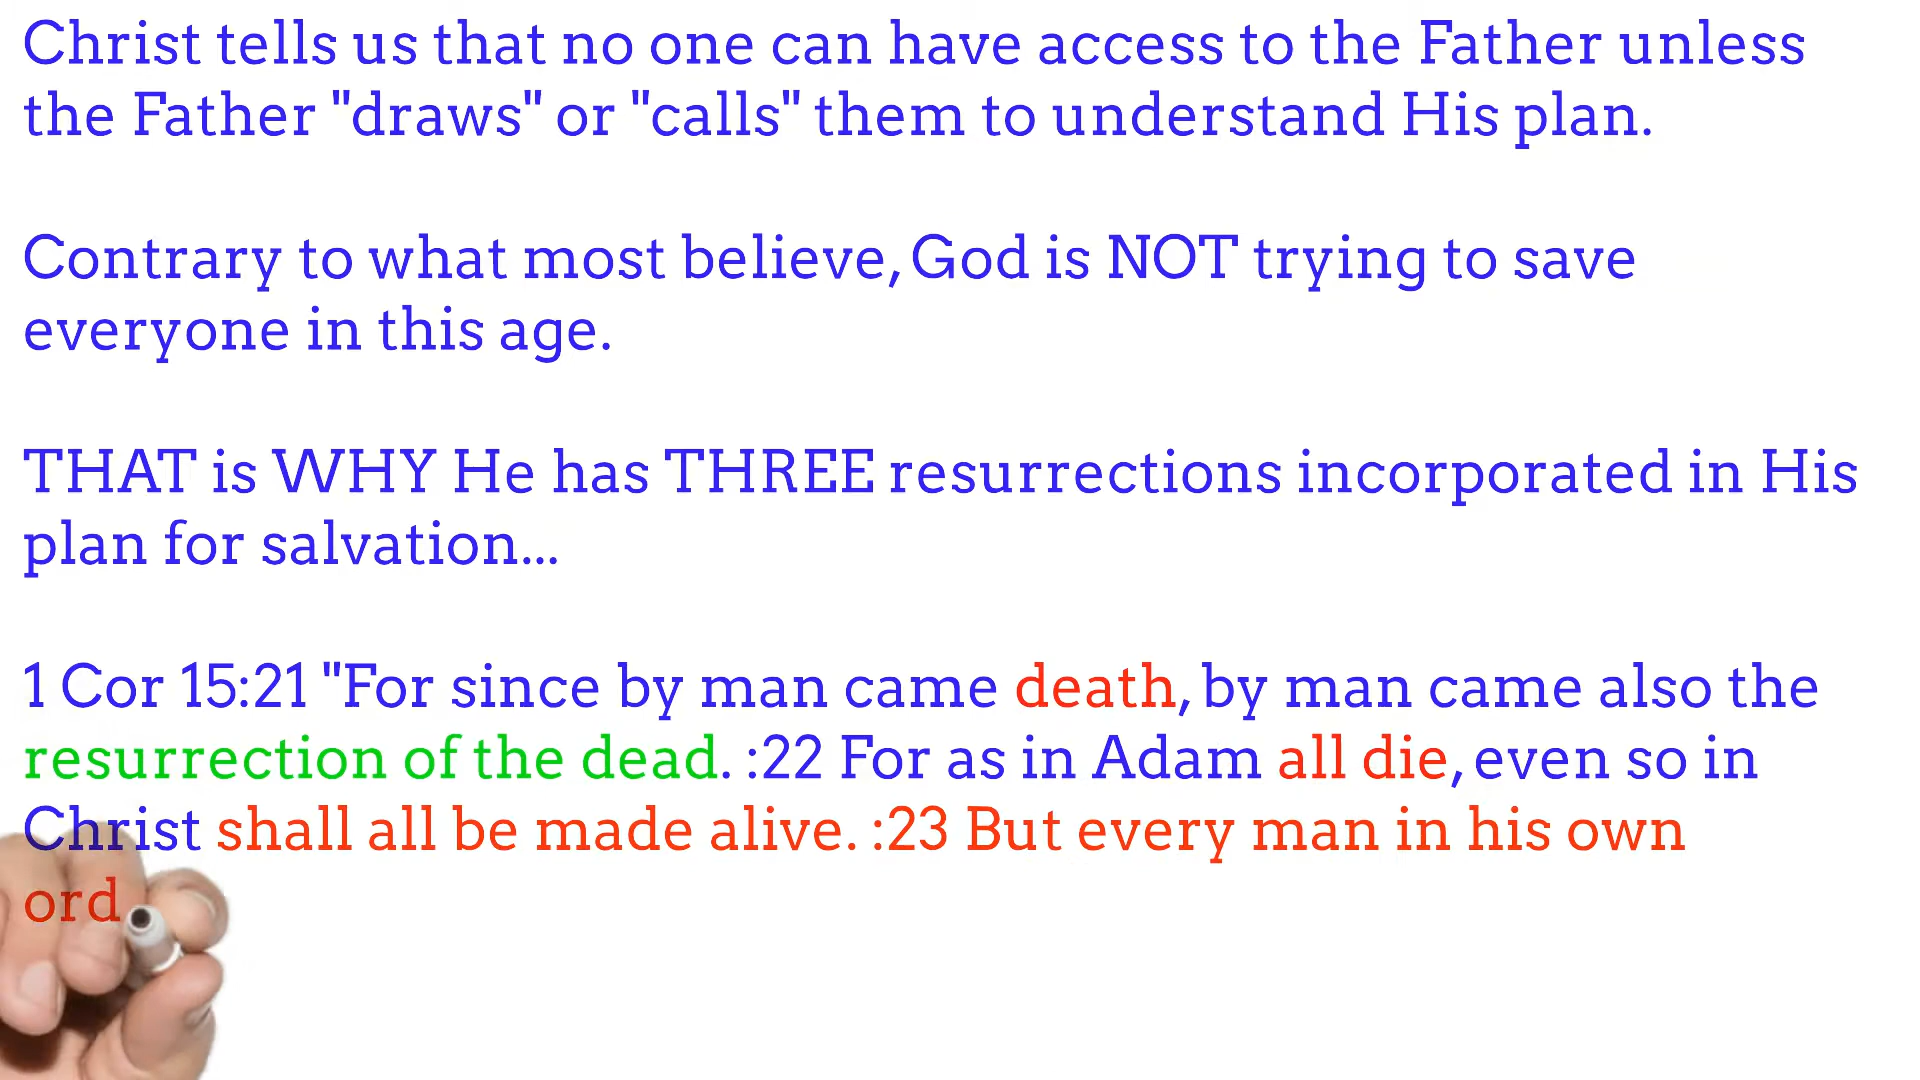 Christ tells us that no one can have access to the Father unless
the Father "draws" or "calls" them to understand His plan.
Contrary to what most believe, God is NOT trying to save
everyone in this age.
THAT is WHY He has THREE resurrections incorporated in His
plan for salvation...
1 Cor 15:21 "For since by man came death, by man came also the
resurrection of the dead. :22 For as in Adam all die, even so in
Christ shall all be made alive. :23 But every man in his own
ord